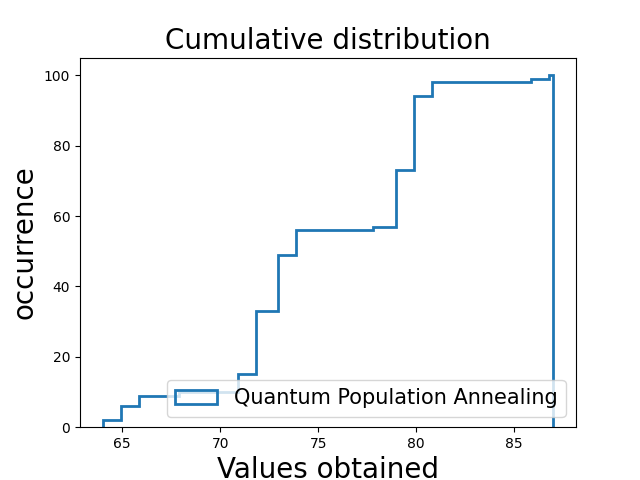 Cumulative distribution
occurrence
100
80
60
40
20
0
Quantum Population Annealing
65 70 75 80 85
Values obtained